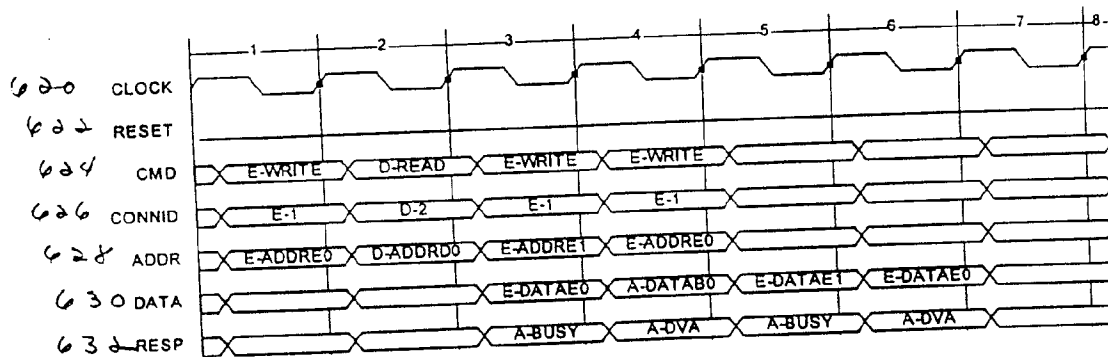 1 2 3 4 5 6 7 8
620 CLOCK
622 RESET
624 CMD E-WRITE D-READ E-WRITE E-WRITE
626 CONNID E-1 D-2 E-1 E-1
628 ADDR E-ADDRE0 D-ADDRD0 E-ADDRE1 E-ADDRE0
630 DATA E-DATAE0 A-DATAB0 E-DATAE1 E-DATAE0
632 RESP A-BUSY A-DVA A-BUSY A-DVA